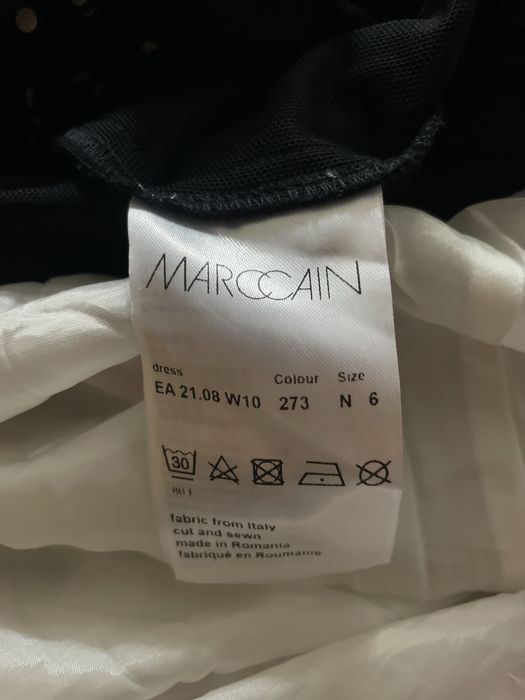 MARCCAIN
dress
Colour Size
EA 21.08 W10 273 N 6
30
fabric from Italy
cut and sewn
made in Romania
fabriqué en Roumanie